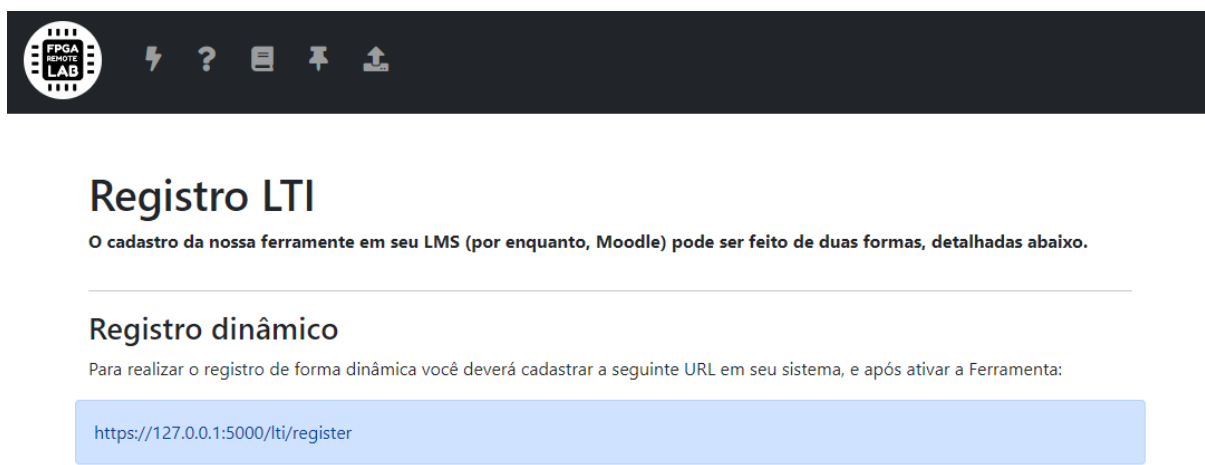 FPGA
REMOTE
LAB
?
Registro LTI
O cadastro da nossa ferramente em seu LMS (por enquanto, Moodle) pode ser feito de duas formas, detalhadas abaixo.
Registro dinâmico
Para realizar o registro de forma dinâmica você deverá cadastrar a seguinte URL em seu sistema, e após ativar a Ferramenta:
https://127.0.0.1:5000/lti/register